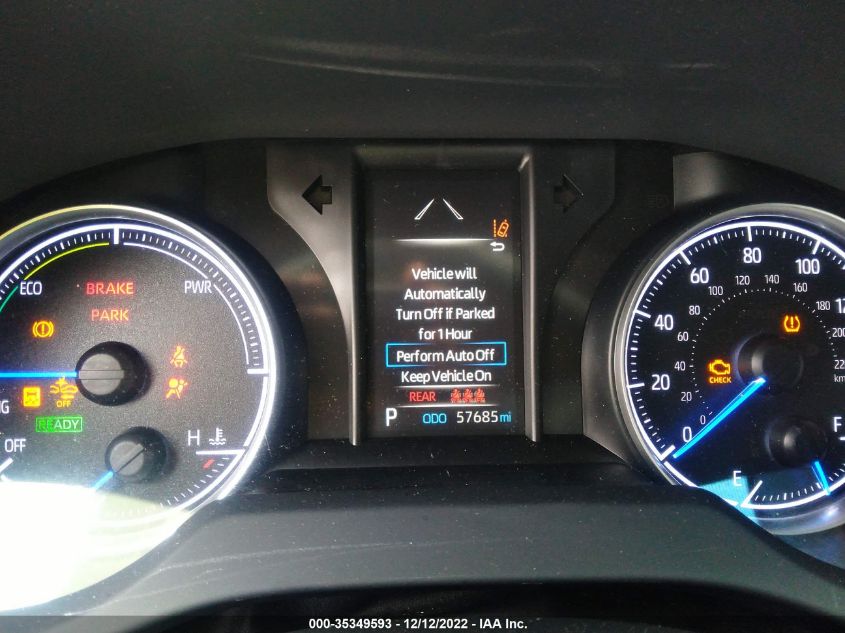 ECO
BRAKE
PWR
PARK
OFF
READY
OFF
H
Vehicle will
Automatically
Turn Off if Parked
for 1 Hour
Perform Auto Off
Keep Vehicle On
REAR
P ODO 57685 mi
0 20 40 60 80 100
0 20 40 60 80 100 120 140 160 180 200
CHECK
E
F
000-35349593 - 12/12/2022 - IAA Inc.